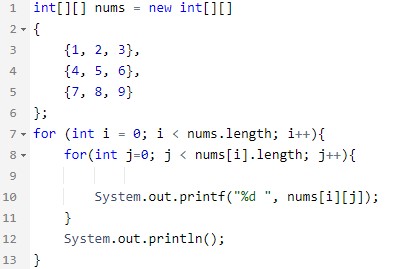 1 int[][] nums = new int[][]
2 {
3     {1, 2, 3},
4     {4, 5, 6},
5     {7, 8, 9}
6 };
7 for (int i = 0; i < nums.length; i++){
8     for(int j=0; j < nums[i].length; j++){
9
10         System.out.printf("%d ", nums[i][j]);
11     }
12     System.out.println();
13 }